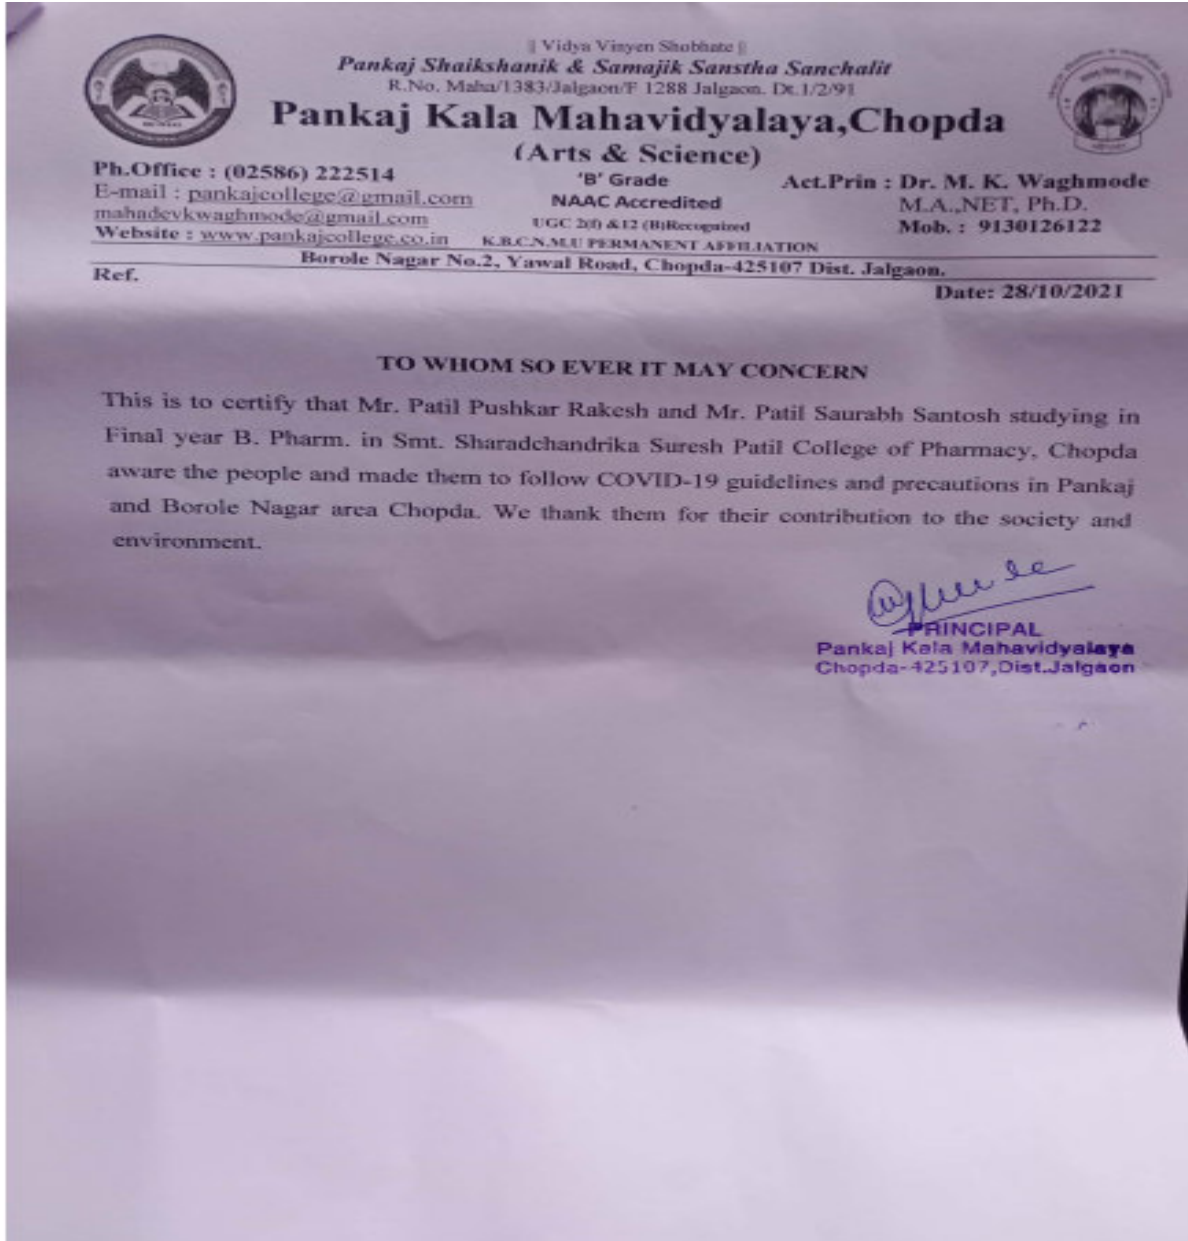 || Vidya Vinyen Shobhate ||
Pankaj Shaikshanik & Samajik Sanstha Sanchalit
R.No. Maha/1383/Jalgaon/F 1288 Jalgaon. Dt.1/2/91
Pankaj Kala Mahavidyalaya,Chopda
(Arts & Science)
Ph.Office : (02586) 222514
E-mail : pankajcollege@gmail.com
mahadevkwaghmode@gmail.com
Website : www.pankajcollege.co.in
'B' Grade
NAAC Accredited
UGC 2(f) &12 (B)Recognized
K.B.C.N.M.U PERMANENT AFFILIATION
Act.Prin : Dr. M. K. Waghmode
M.A.,NET, Ph.D.
Mob. : 9130126122
Borole Nagar No.2, Yawal Road, Chopda-425107 Dist. Jalgaon.
Ref.
Date: 28/10/2021
TO WHOM SO EVER IT MAY CONCERN
This is to certify that Mr. Patil Pushkar Rakesh and Mr. Patil Saurabh Santosh studying in
Final year B. Pharm. in Smt. Sharadchandrika Suresh Patil College of Pharmacy, Chopda
aware the people and made them to follow COVID-19 guidelines and precautions in Pankaj
and Borole Nagar area Chopda. We thank them for their contribution to the society and
environment.
PRINCIPAL
Pankaj Kala Mahavidyalaya
Chopda-425107,Dist.Jalgaon